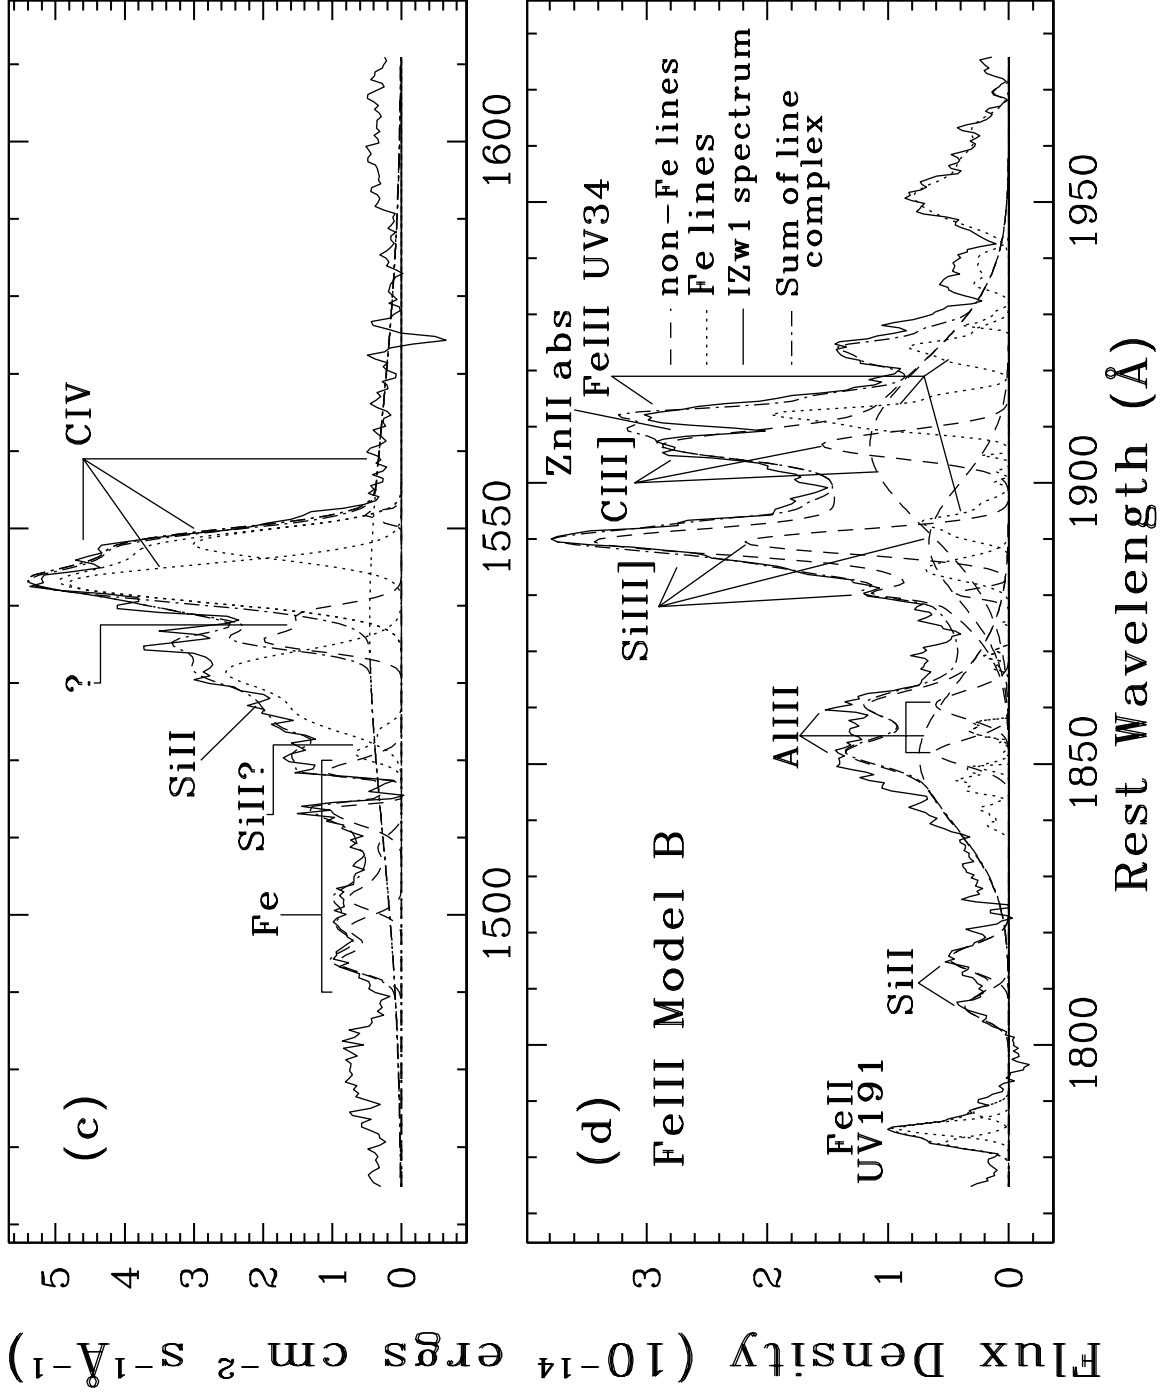 (c)
Fe
SiII?
SiII
?
CIV
0
1
2
3
4
5
1500
1550
1600
(d)
FeIII Model B
FeII
UV191
SiII
AlIII
SiIII]
CIII]
ZnII abs
FeIII UV34
non-Fe lines
Fe lines
IZw1 spectrum
Sum of line
complex
0
1
2
3
1800
1850
1900
1950
Rest Wavelength (Å)
Flux Density (10⁻¹⁴ ergs cm⁻² s⁻¹Å⁻¹)